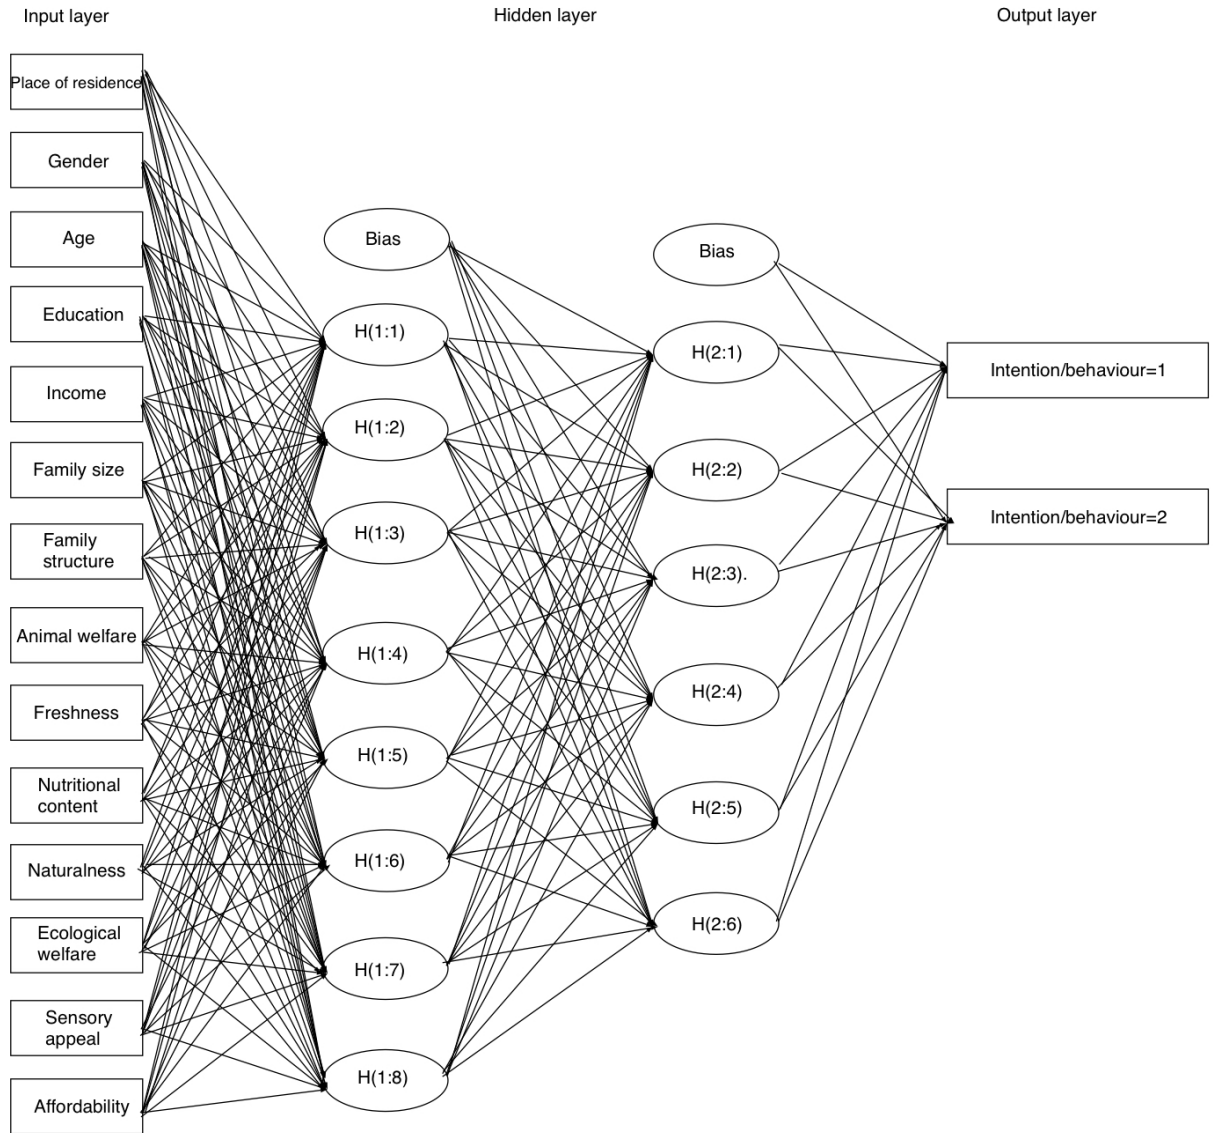 Input layer
Hidden layer
Output layer
Place of residence
Gender
Age
Education
Income
Family size
Family
structure
Animal welfare
Freshness
Nutritional
content
Naturalness
Ecological
welfare
Sensory
appeal
Affordability
Bias
H(1:1)
H(1:2)
H(1:3)
H(1:4)
H(1:5)
H(1:6)
H(1:7)
H(1:8)
Bias
H(2:1)
H(2:2)
H(2:3).
H(2:4)
H(2:5)
H(2:6)
Intention/behaviour=1
Intention/behaviour=2